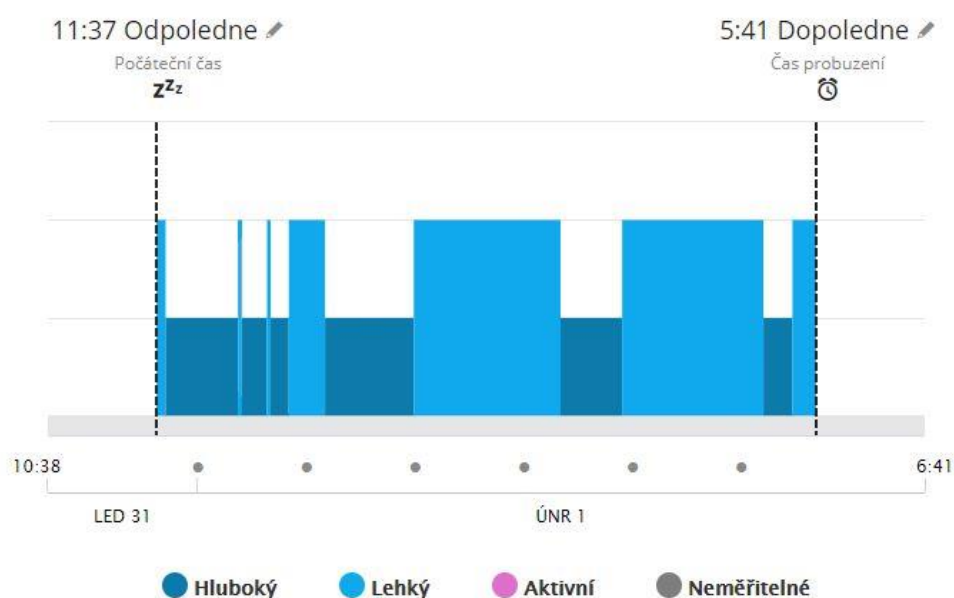 11:37 Odpoledne
5:41 Dopoledne
Počáteční čas
Čas probuzení
zzz
10:38
6:41
LED 31
ÚNR 1
Hluboký
Lehký
Aktivní
Neměřitelné